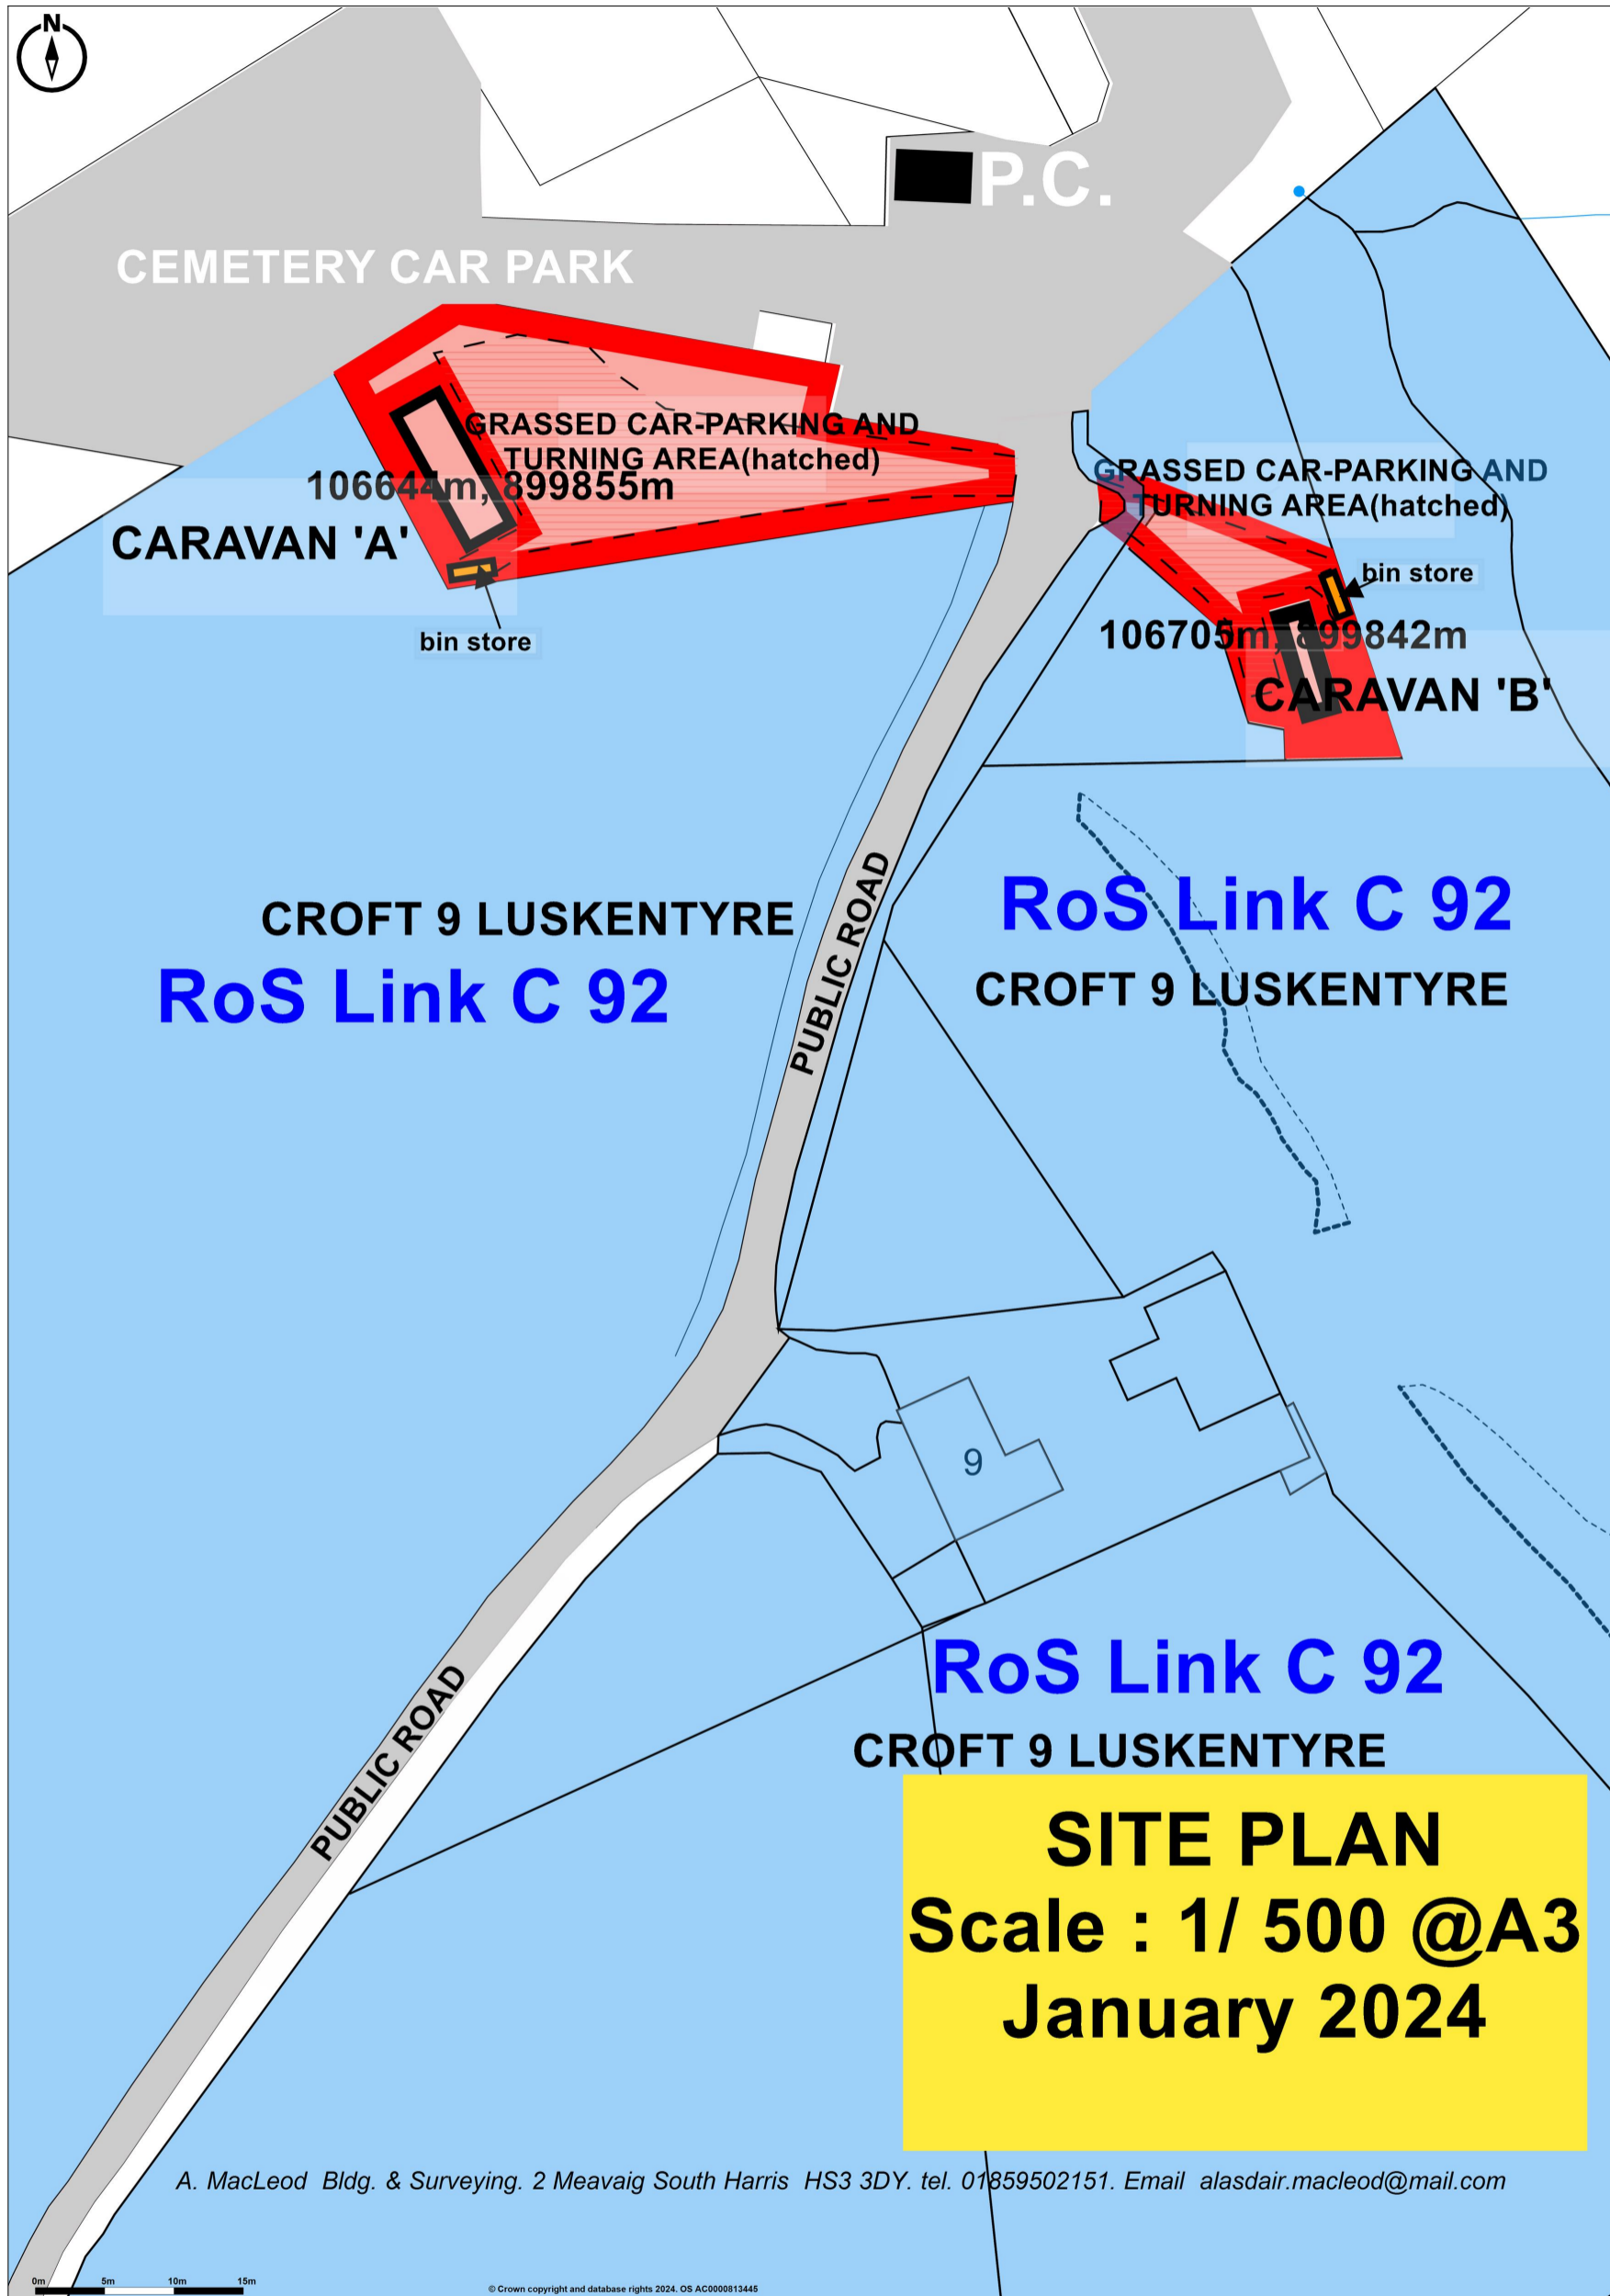 N
P.C.
CEMETERY CAR PARK
GRASSED CAR-PARKING AND
TURNING AREA(hatched)
106644m, 899855m
CARAVAN 'A'
bin store
GRASSED CAR-PARKING AND
TURNING AREA(hatched)
bin store
106705m, 899842m
CARAVAN 'B'
PUBLIC ROAD
CROFT 9 LUSKENTYRE
RoS Link C 92
RoS Link C 92
CROFT 9 LUSKENTYRE
9
RoS Link C 92
CROFT 9 LUSKENTYRE
PUBLIC ROAD
SITE PLAN
Scale : 1/ 500 @A3
January 2024
A. MacLeod Bldg. & Surveying. 2 Meavaig South Harris HS3 3DY. tel. 01859502151. Email alasdair.macleod@mail.com
0m 5m 10m 15m
© Crown copyright and database rights 2024. OS AC0000813445